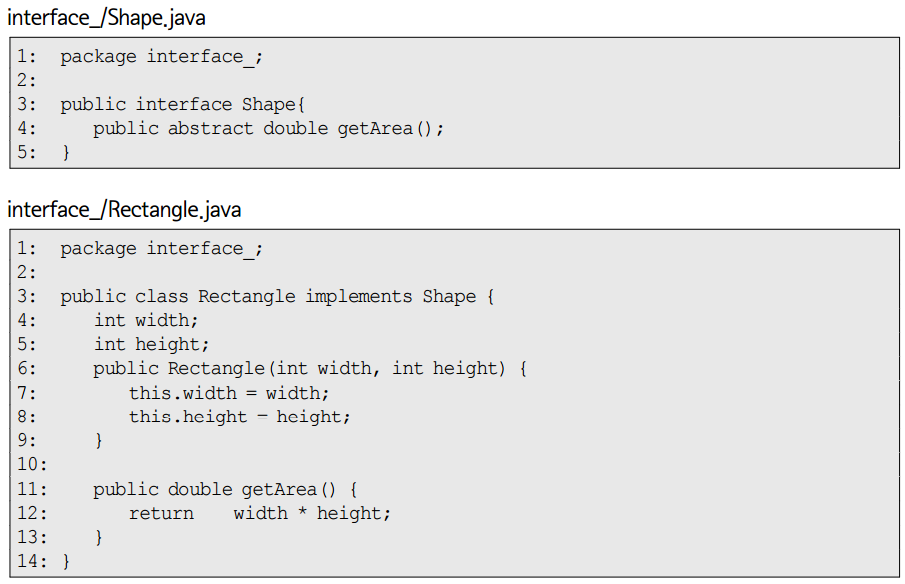 interface_/Shape.java
1: package interface_;
2:
3: public interface Shape{
4: public abstract double getArea();
5: }
interface_/Rectangle.java
1: package interface_;
2:
3: public class Rectangle implements Shape {
4: int width;
5: int height;
6: public Rectangle(int width, int height) {
7: this.width = width;
8: this.height - height;
9: }
10:
11: public double getArea() {
12: return width * height;
13: }
14: }